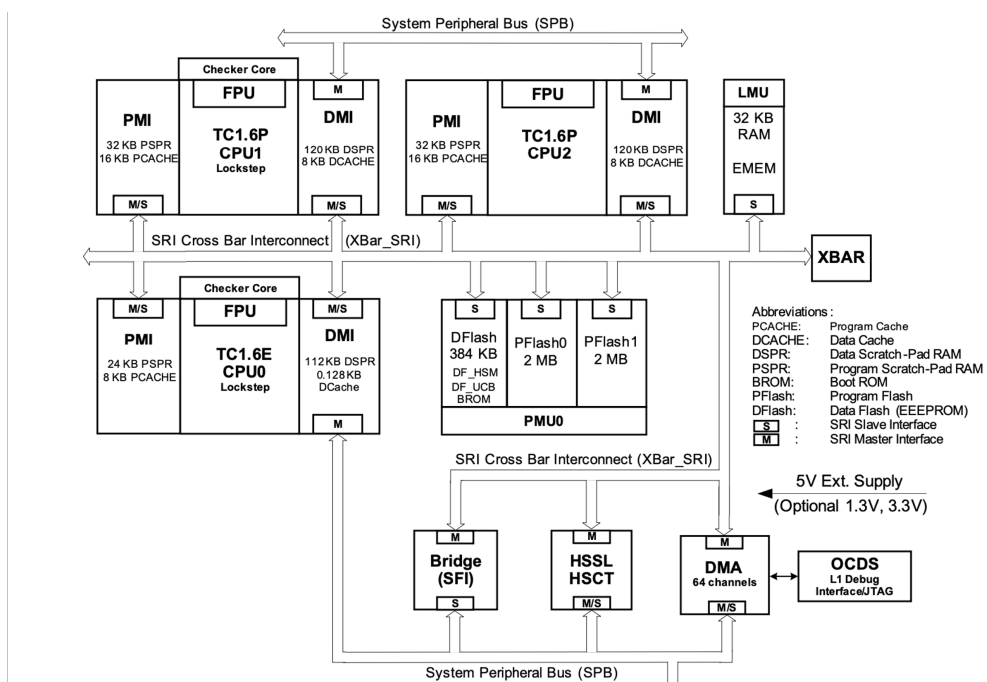 System Peripheral Bus (SPB)
Checker Core
FPU
PMI
32 KB PSPR
16 KB PCACHE
M/S
TC1.6P
CPU1
Lockstep
M
DMI
120 KB DSPR
8 KB DCACHE
M/S
PMI
32 KB PSPR
16 KB PCACHE
M/S
FPU
TC1.6P
CPU2
M
DMI
120 KB DSPR
8 KB DCACHE
M/S
LMU
32 KB
RAM
EMEM
S
SRI Cross Bar Interconnect (XBar_SRI)
XBAR
Checker Core
M/S
PMI
24 KB PSPR
8 KB PCACHE
FPU
TC1.6E
CPU0
Lockstep
M/S
DMI
112 KB DSPR
0.128 KB
DCache
M
S
DFlash
384 KB
DF_HSM
DF_UCB
BROM
S
PFlash0
2 MB
S
PFlash1
2 MB
PMU0
Abbreviations :
PCACHE: Program Cache
DCACHE: Data Cache
DSPR: Data Scratch-Pad RAM
PSPR: Program Scratch-Pad RAM
BROM: Boot ROM
PFlash: Program Flash
DFlash: Data Flash (EEEPROM)
S : SRI Slave Interface
M : SRI Master Interface
SRI Cross Bar Interconnect (XBar_SRI)
5V Ext. Supply
(Optional 1.3V, 3.3V)
M
Bridge
(SFI)
S
M
HSSL
HSCT
M/S
M
DMA
64 channels
M/S
OCDS
L1 Debug
Interface/JTAG
System Peripheral Bus (SPB)